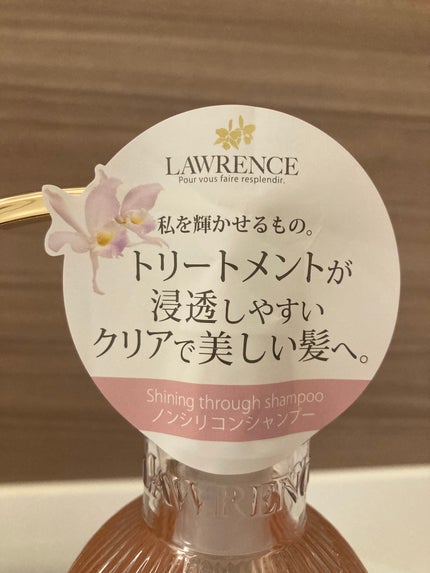 LAWRENCE
Pour vous faire resplendir.
私を輝かせるもの。
トリートメントが
浸透しやすい
クリアで美しい髪へ。
Shining through shampoo
ノンシリコンシャンプー
LAWRENC